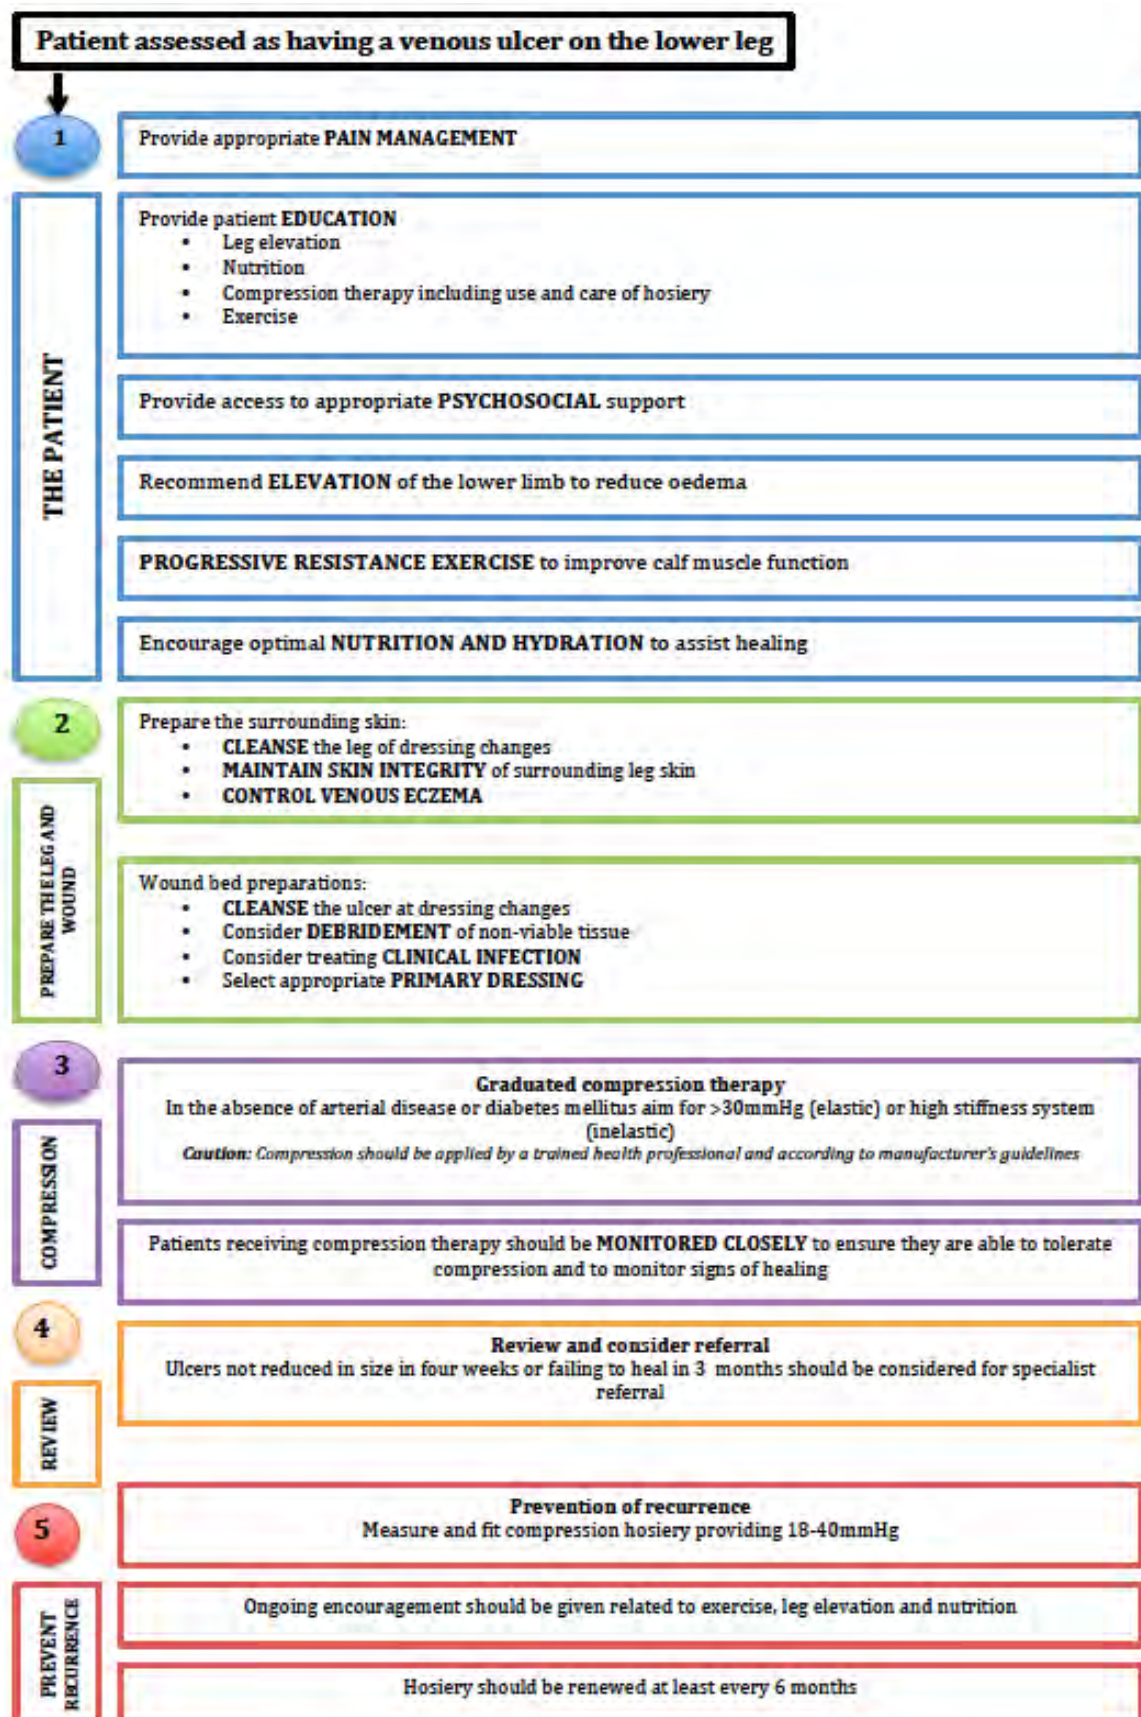 Patient assessed as having a venous ulcer on the lower leg
1
Provide appropriate PAIN MANAGEMENT
THE PATIENT
Provide patient EDUCATION
• Leg elevation
• Nutrition
• Compression therapy including use and care of hosiery
• Exercise
Provide access to appropriate PSYCHOSOCIAL support
Recommend ELEVATION of the lower limb to reduce oedema
PROGRESSIVE RESISTANCE EXERCISE to improve calf muscle function
Encourage optimal NUTRITION AND HYDRATION to assist healing
2
Prepare the surrounding skin:
• CLEANSE the leg of dressing changes
• MAINTAIN SKIN INTEGRITY of surrounding leg skin
• CONTROL VENOUS ECZEMA
PREPARE THE LEG AND
WOUND
Wound bed preparations:
• CLEANSE the ulcer at dressing changes
• Consider DEBRIDEMENT of non-viable tissue
• Consider treating CLINICAL INFECTION
• Select appropriate PRIMARY DRESSING
3
Graduated compression therapy
In the absence of arterial disease or diabetes mellitus aim for >30mmHg (elastic) or high stiffness system
(inelastic)
Caution: Compression should be applied by a trained health professional and according to manufacturer's guidelines
COMPRESSION
Patients receiving compression therapy should be MONITORED CLOSELY to ensure they are able to tolerate
compression and to monitor signs of healing
4
Review and consider referral
Ulcers not reduced in size in four weeks or failing to heal in 3 months should be considered for specialist
referral
REVIEW
5
Prevention of recurrence
Measure and fit compression hosiery providing 18-40mmHg
PREVENT
RECURRENCE
Ongoing encouragement should be given related to exercise, leg elevation and nutrition
Hosiery should be renewed at least every 6 months